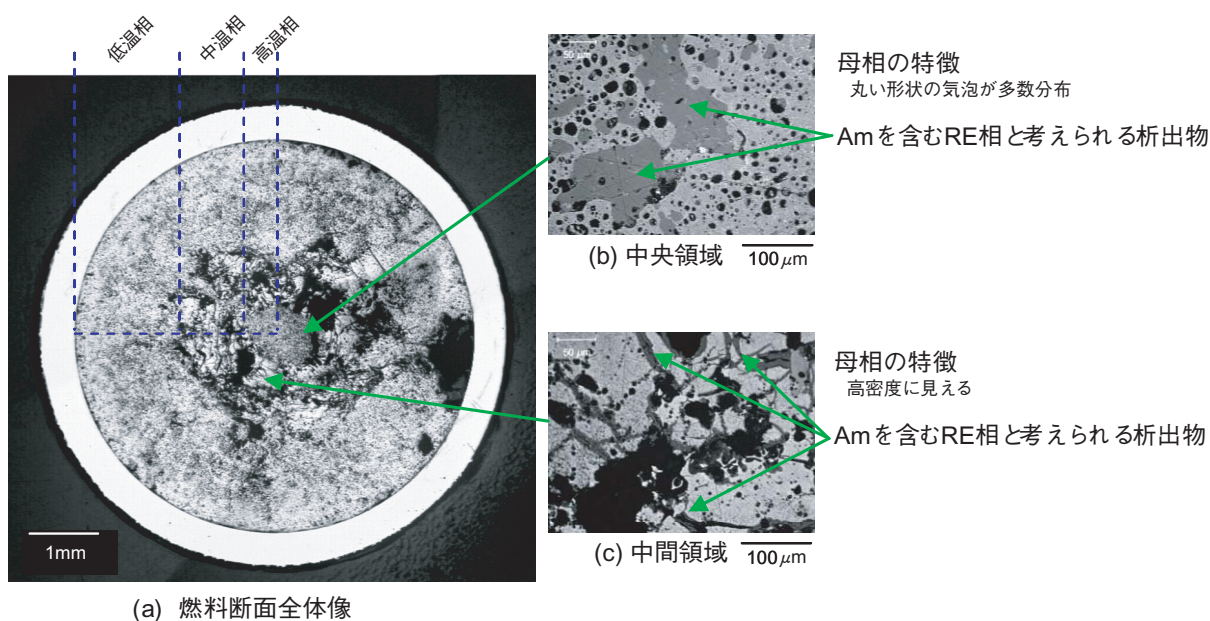 低温相
中温相
高温相
1mm
(a) 燃料断面全体像
50 μm
(b) 中央領域
100μm
母相の特徴
丸い形状の気泡が多数分布
Amを含むRE相と考えられる析出物
50 μm
(c) 中間領域
100μm
母相の特徴
高密度に見える
Amを含むRE相と考えられる析出物